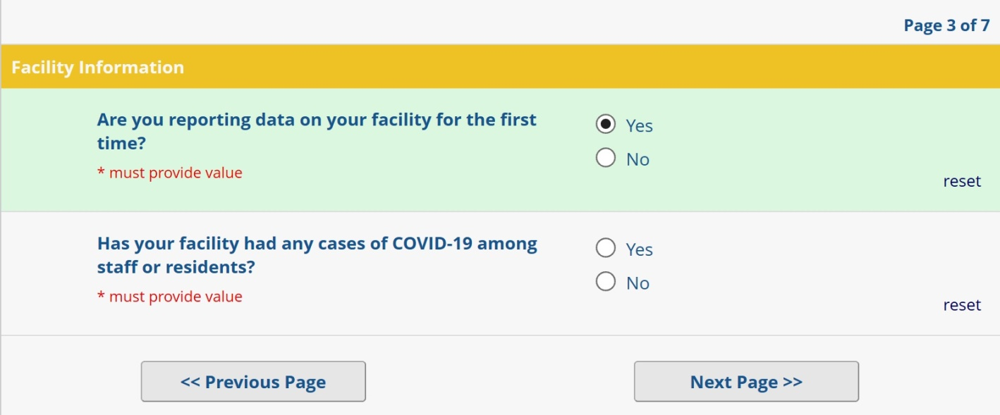 Page 3 of 7
Facility Information
Are you reporting data on your facility for the first
time?
* must provide value
Yes
No
reset
Has your facility had any cases of COVID-19 among
staff or residents?
* must provide value
Yes
No
reset
<< Previous Page
Next Page >>